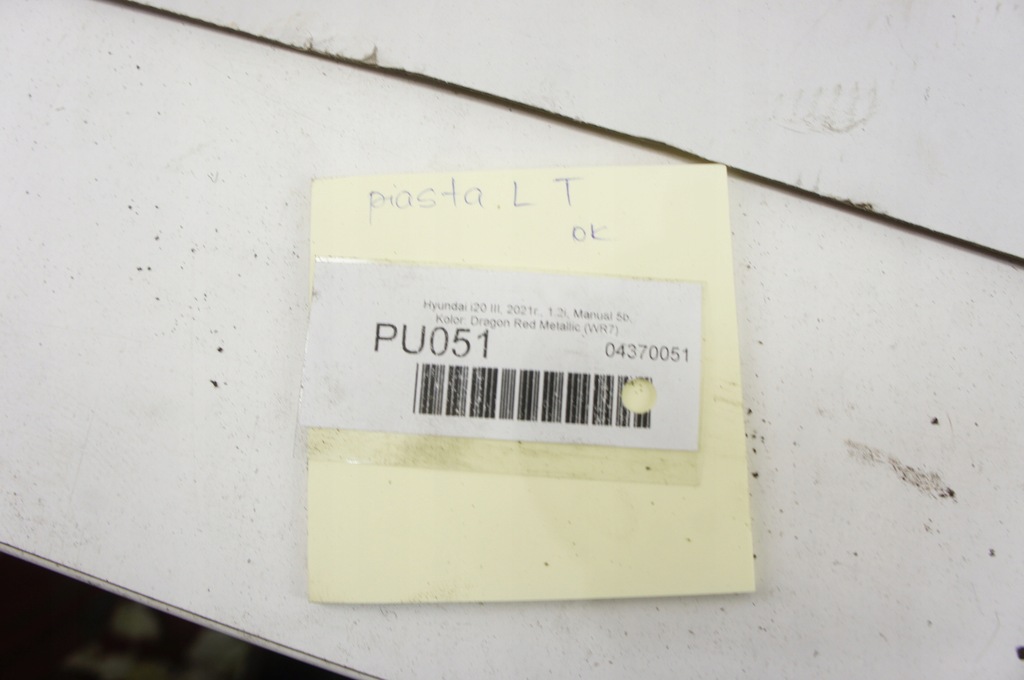 piasta. L T
ok
Hyundai i20 III, 2021r., 1.2i, Manual 5b,
Kolor: Dragon Red Metallic (WR7)
PU051
04370051